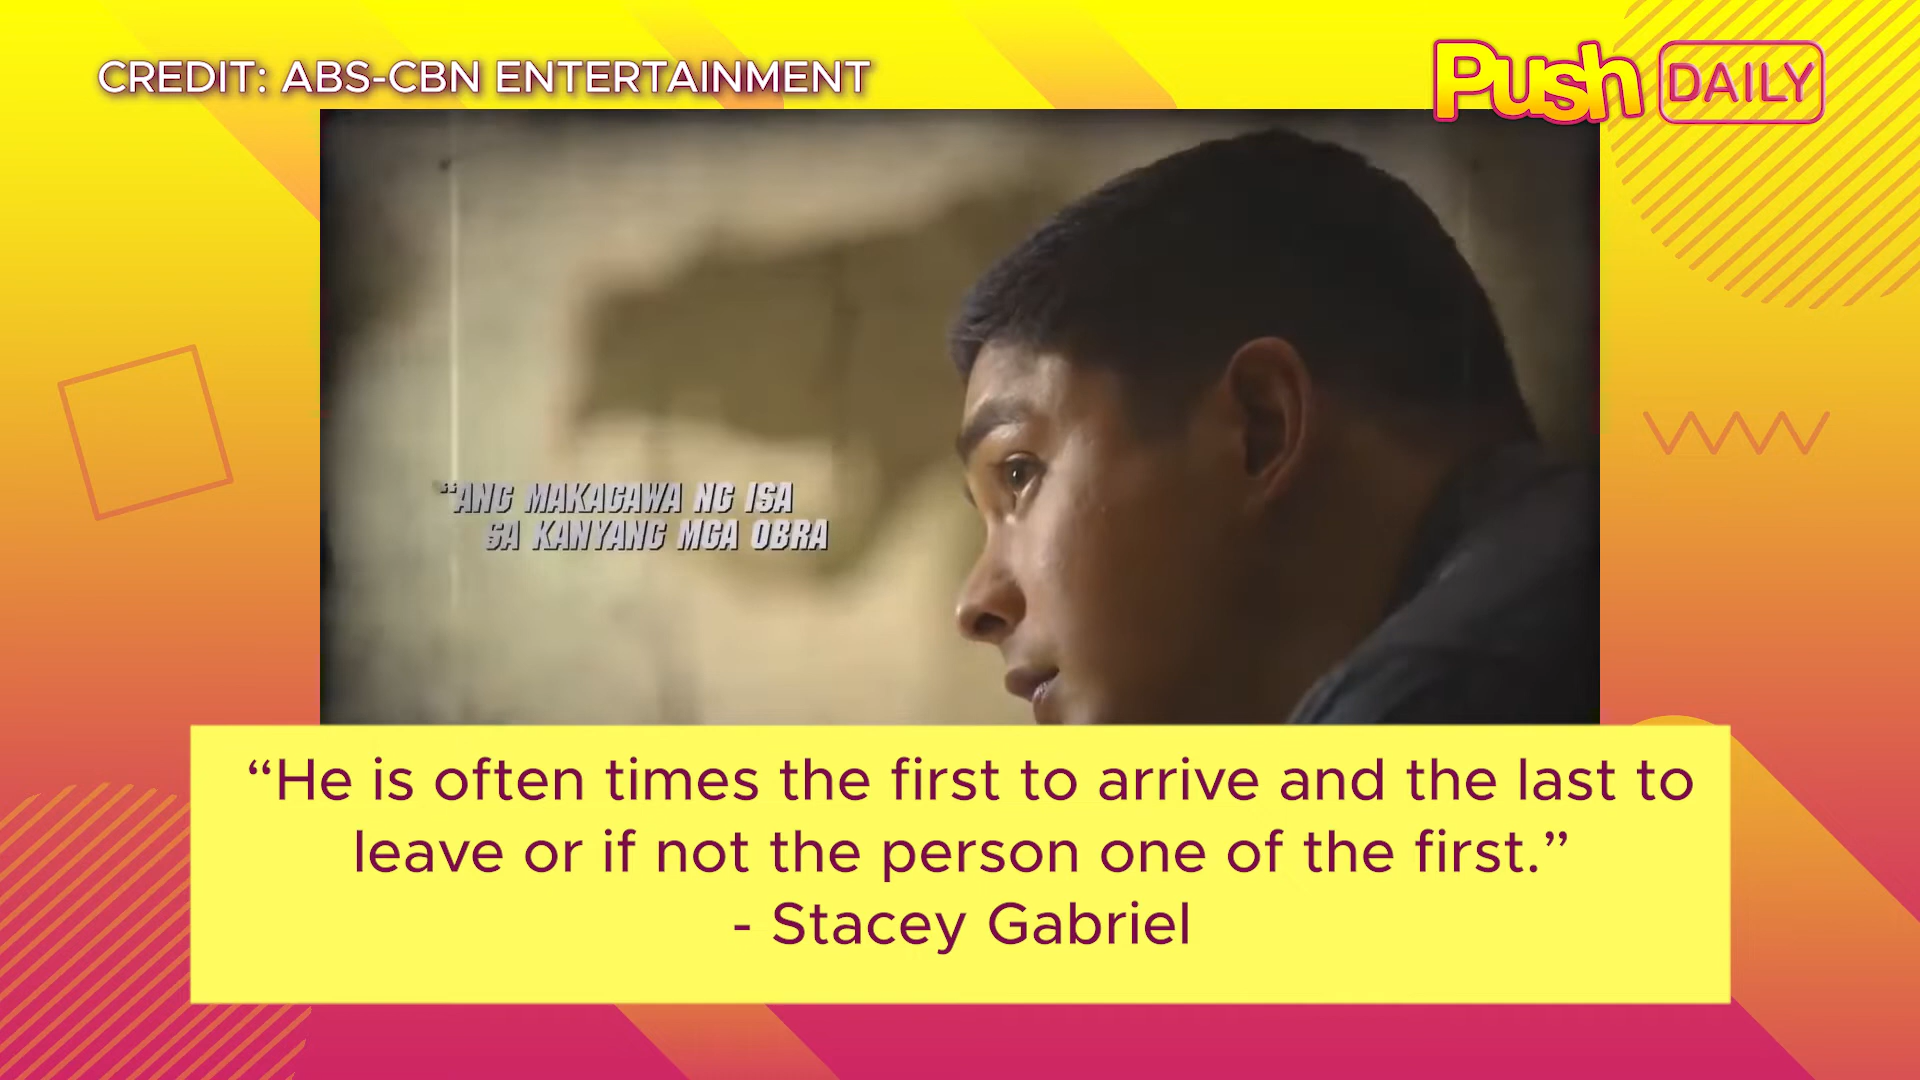 CREDIT: ABS-CBN ENTERTAINMENT
Push DAILY
“ANG MAKAGAWA NG ISA
SA KANYANG MGA OBRA
“He is often times the first to arrive and the last to
leave or if not the person one of the first.”
- Stacey Gabriel